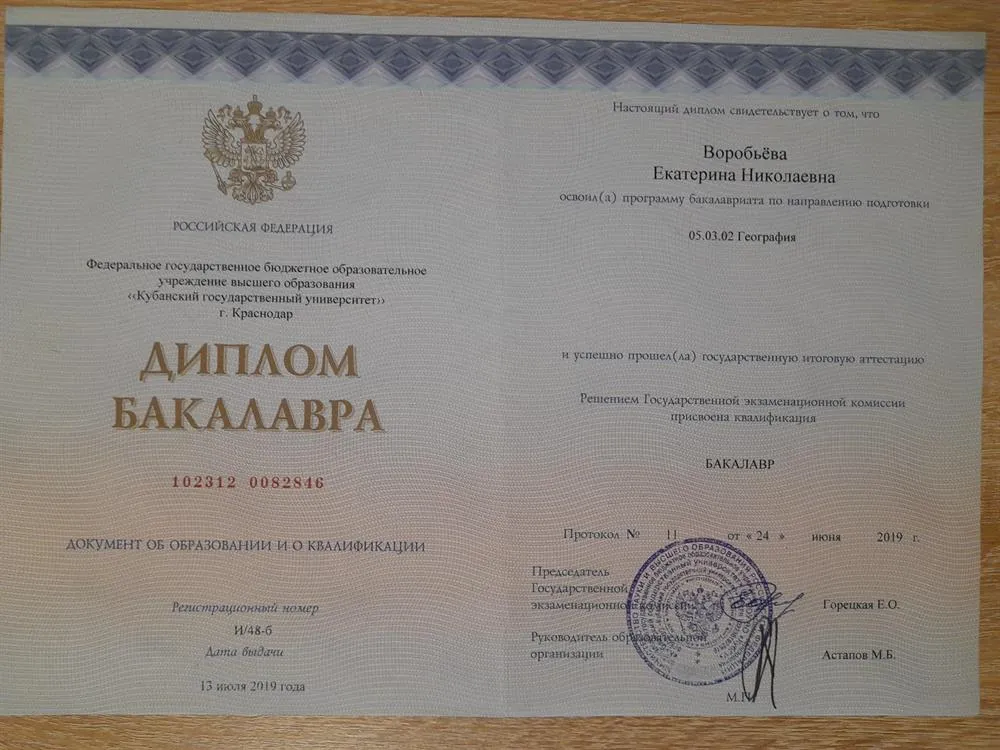 РОССИЙСКАЯ ФЕДЕРАЦИЯ
Федеральное государственное бюджетное образовательное
учреждение высшего образования
‹‹Кубанский государственный университет››
г. Краснодар
ДИПЛОМ
БАКАЛАВРА
102312 0082846
ДОКУМЕНТ ОБ ОБРАЗОВАНИИ И О КВАЛИФИКАЦИИ
Регистрационный номер
И/48-б
Дата выдачи
13 июля 2019 года
Настоящий диплом свидетельствует о том, что
Воробьёва
Екатерина Николаевна
освоил(а) программу бакалавриата по направлению подготовки
05.03.02 География
и успешно прошел(ла) государственную итоговую аттестацию
Решением Государственной экзаменационной комиссии
присвоена квалификация
БАКАЛАВР
Протокол № 11 от « 24 » июня 2019 г.
Председатель
Государственной
экзаменационной комиссии Горецкая Е.О.
Руководитель образовательной
организации Астапов М.Б.
М.П.